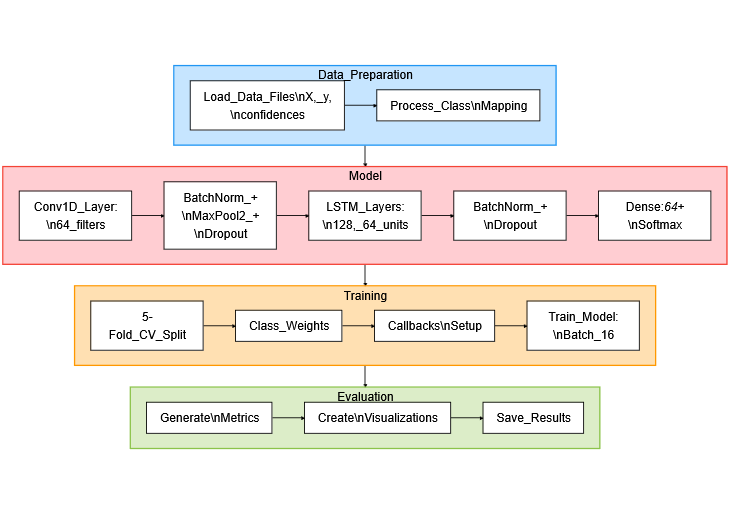 Data_Preparation
Load_Data_Files\nX,_y,
\nconfidences
Process_Class\nMapping
Model
Conv1D_Layer:
\n64_filters
BatchNorm_+
\nMaxPool2_+
\nDropout
LSTM_Layers:
\n128,_64_units
BatchNorm_+
\nDropout
Dense:64+
\nSoftmax
Training
5-
Fold_CV_Split
Class_Weights
Callbacks\nSetup
Train_Model:
\nBatch_16
Evaluation
Generate\nMetrics
Create\nVisualizations
Save_Results